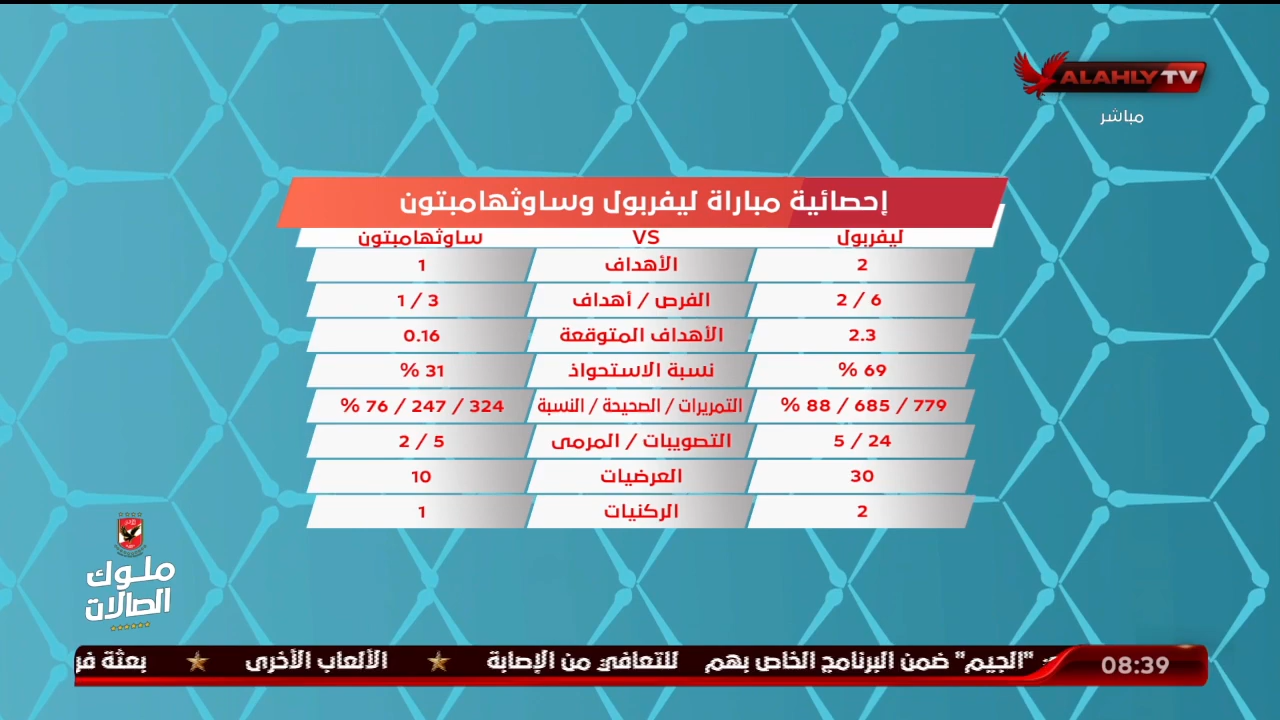 ALAHLY TV
مباشر
إحصائية مباراة ليفربول وساوثهامبتون
ليفربول VS ساوثهامبتون
2 الأهداف 1
2 / 6 الفرص / أهداف 1 / 3
2.3 الأهداف المتوقعة 0.16
% 69 نسبة الاستحواذ % 31
% 88 / 685 / 779 التمريرات / الصحيحة / النسبة % 76 / 247 / 324
5 / 24 التصويبات / المرمى 2 / 5
30 العرضيات 10
2 الركنيات 1
ملوك
الصالات
08:39 "الجيم" ضمن البرنامج الخاص بهم للتعافي من الإصابة الألعاب الأخرى بعثة